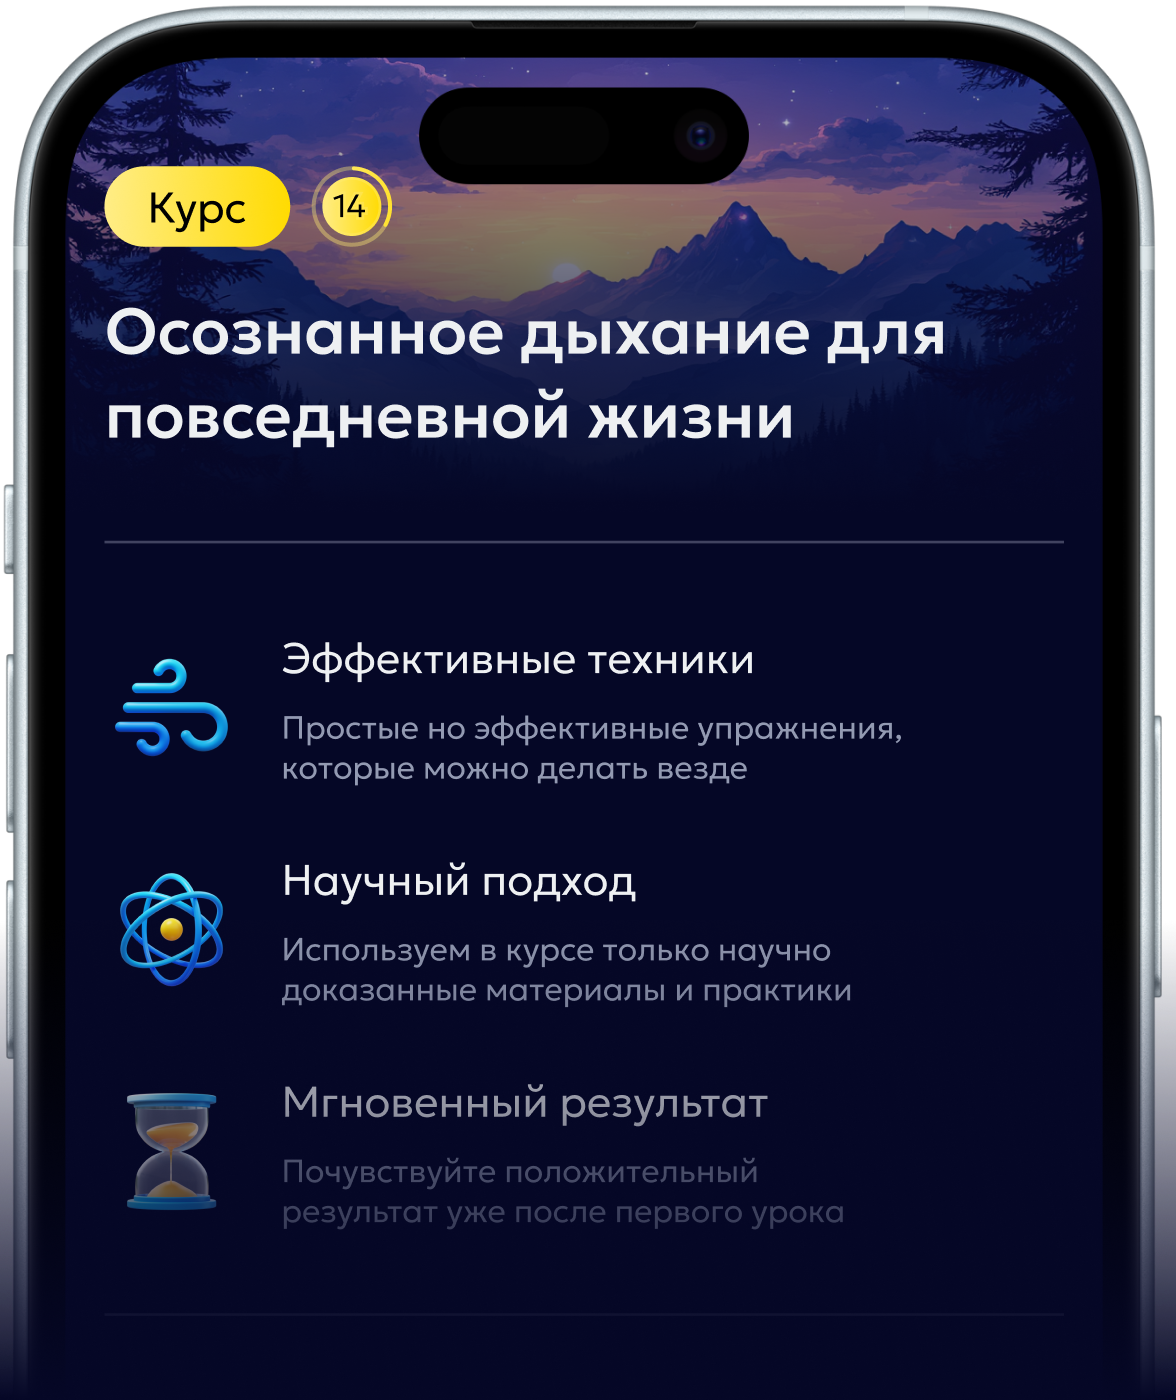 Курс
14
Осознанное дыхание для
повседневной жизни
Эффективные техники
Простые но эффективные упражнения,
которые можно делать везде
Научный подход
Используем в курсе только научно
доказанные материалы и практики
Мгновенный результат
Почувствуйте положительный
результат уже после первого урока